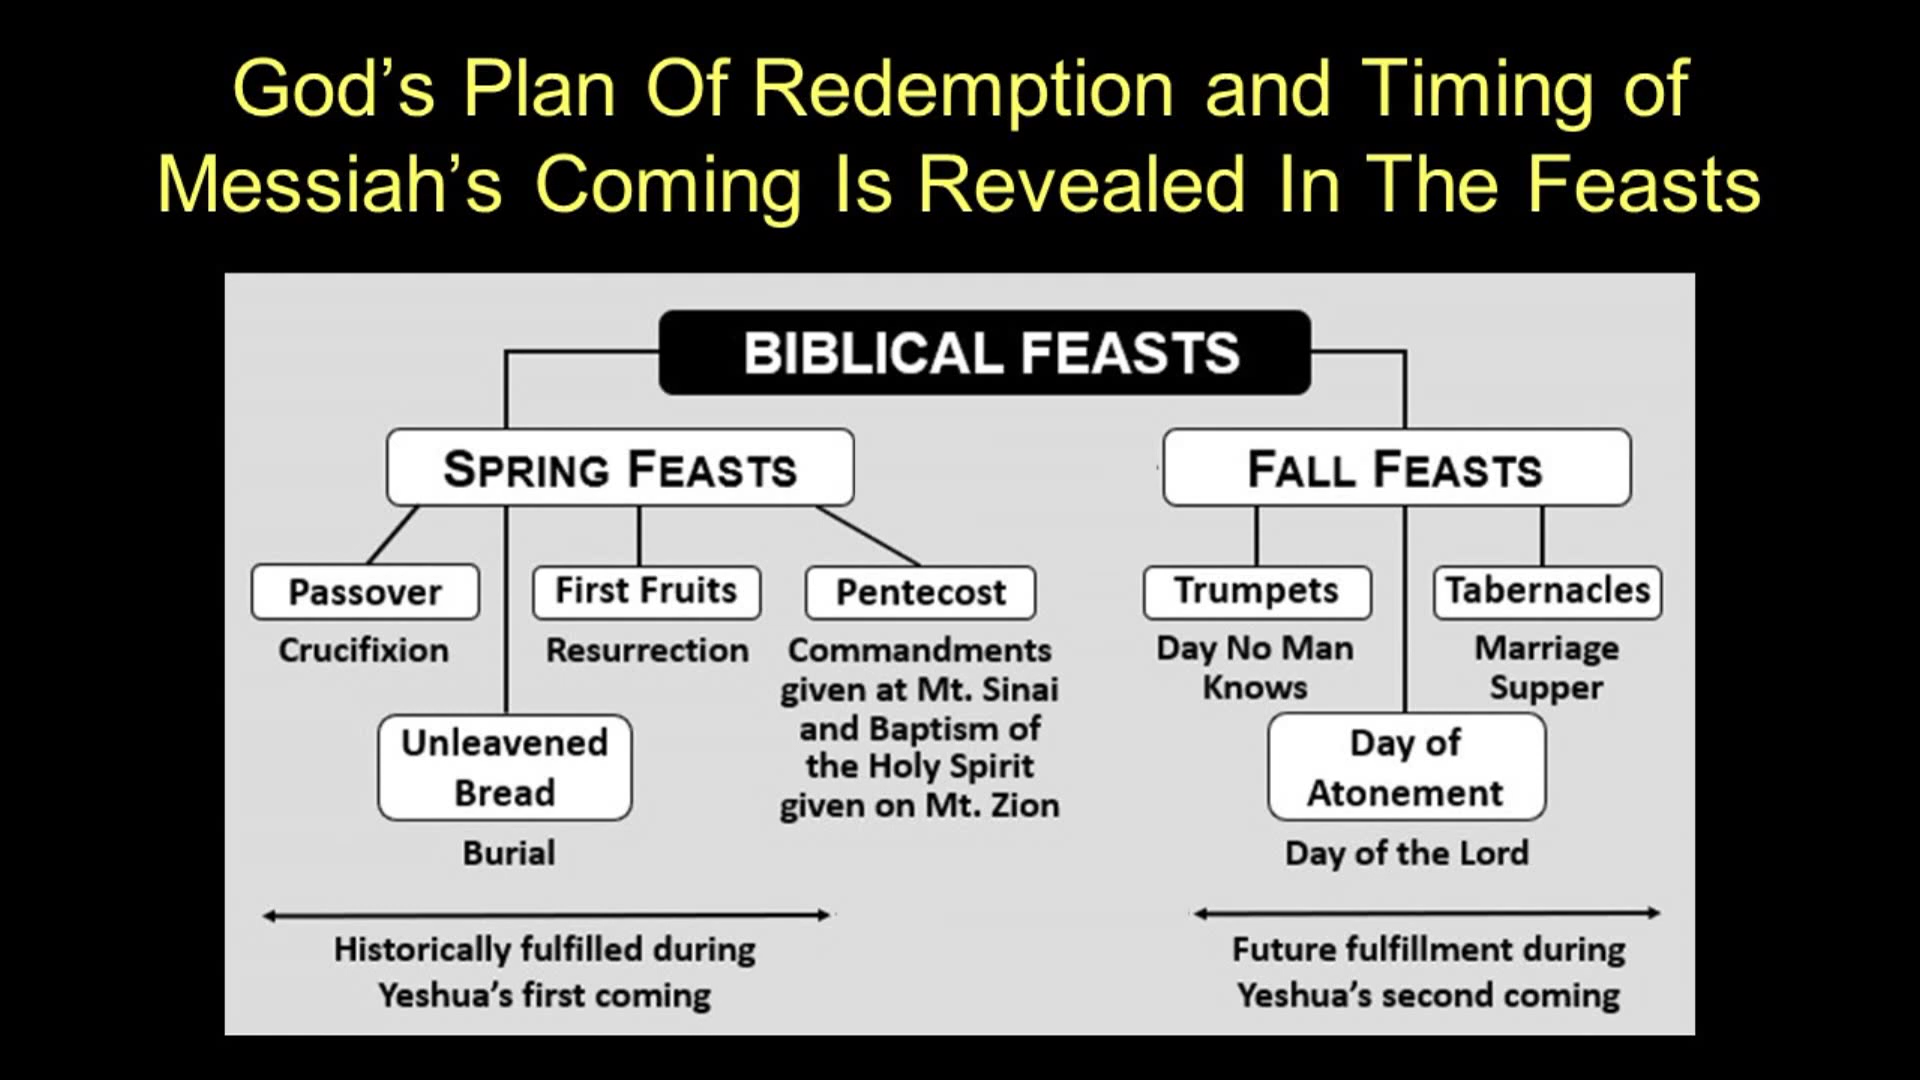 God’s Plan Of Redemption and Timing of
Messiah’s Coming Is Revealed In The Feasts
BIBLICAL FEASTS
SPRING FEASTS
FALL FEASTS
Passover
Crucifixion
Unleavened
Bread
Burial
First Fruits
Resurrection
Pentecost
Commandments
given at Mt. Sinai
and Baptism of
the Holy Spirit
given on Mt. Zion
Trumpets
Day No Man
Knows
Day of
Atonement
Day of the Lord
Tabernacles
Marriage
Supper
Historically fulfilled during
Yeshua’s first coming
Future fulfillment during
Yeshua’s second coming